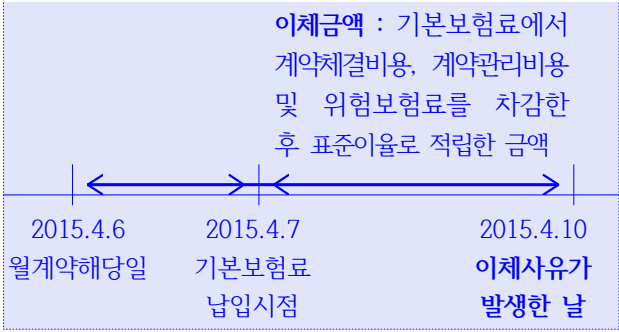 이체금액 : 기본보험료에서
계약체결비용, 계약관리비용
및 위험보험료를 차감한
후 표준이율로 적립한 금액
2015.4.6 2015.4.7 2015.4.10
월계약해당일 기본보험료 이체사유가
납입시점 발생한 날